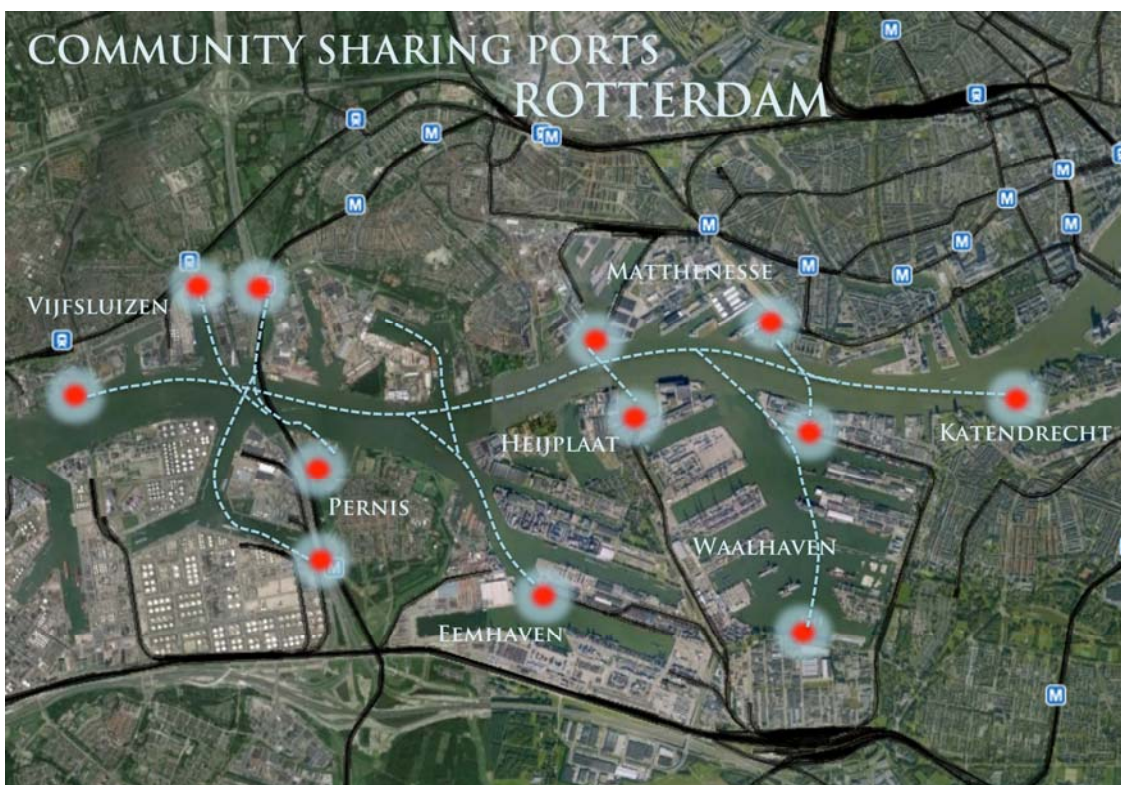 COMMUNITY SHARING PORTS
ROTTERDAM
M
M
M
M
M
M
M
M
M
M
M
MATTHENESSE
VIJFSLUIZEN
HEIJPLAAT
KATENDRECHT
PERNIS
WAALHAVEN
EEMHAVEN
M